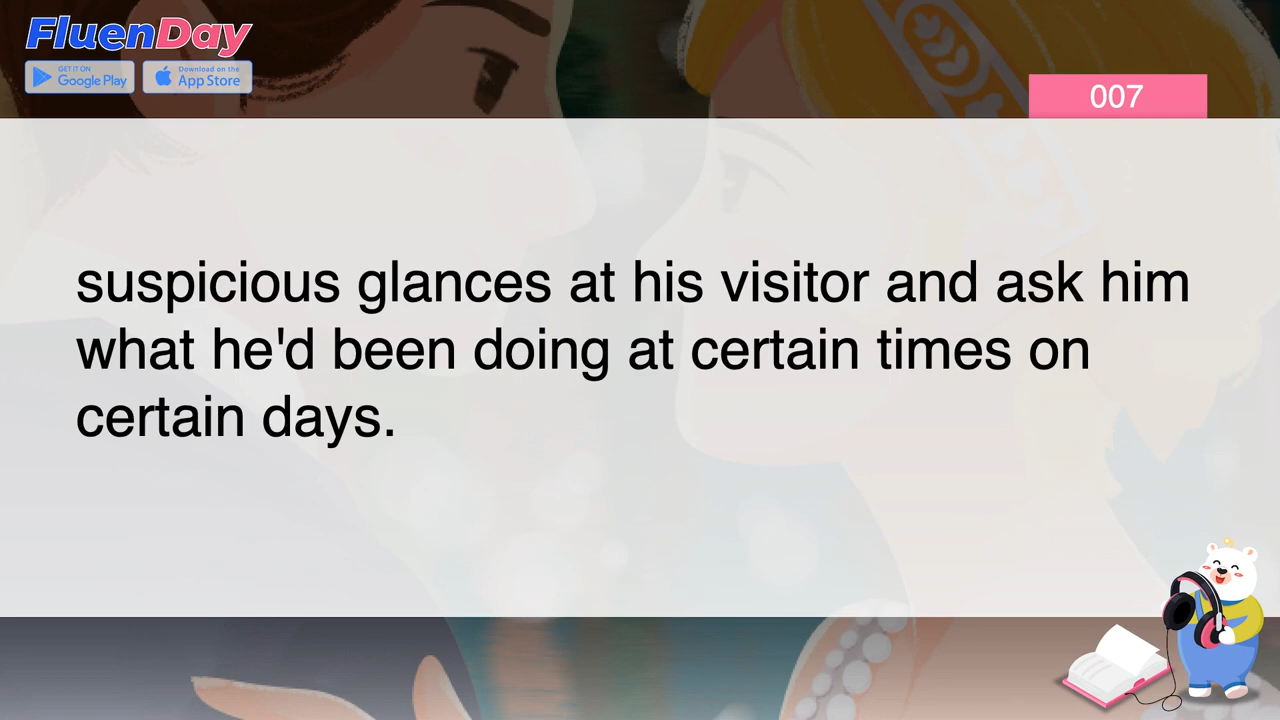 FluenDay
GET IT ON
Google Play
Download on the
App Store
007
suspicious glances at his visitor and ask him
what he'd been doing at certain times on
certain days.